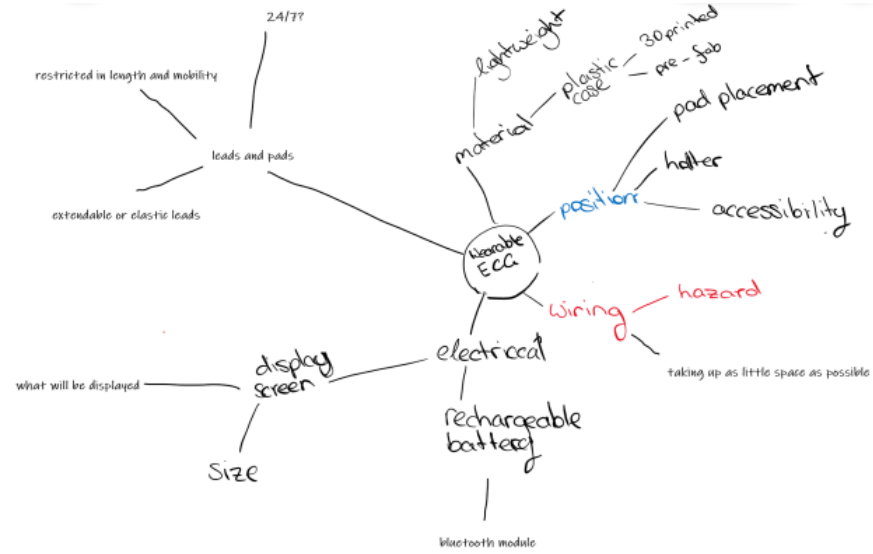 24/7?
restricted in length and mobility
leads and pads
extendable or elastic leads
lightweight
material
plastic
case
3D printed
pre-fab
pad placement
holter
position
accessibility
Wearable
ECG
wiring
hazard
taking up as little space as possible
electriccal
display
screen
what will be displayed
size
rechargeable
battery
bluetooth module